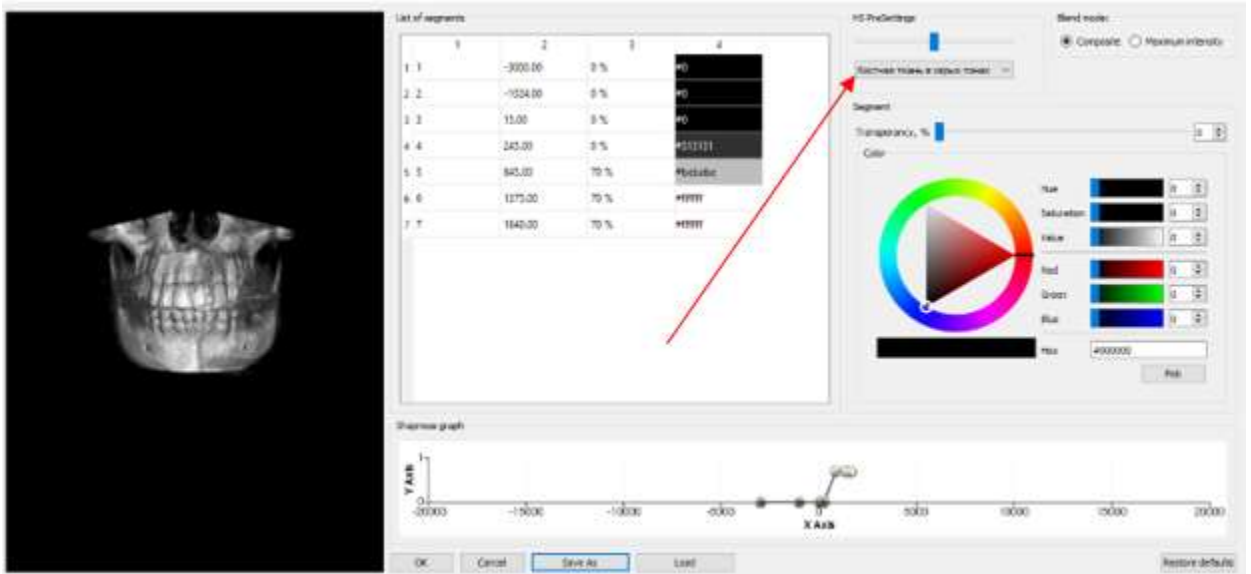 List of segments
1 2 3 4
1 1 -3000.00 0 % #0
2 2 -1024.00 0 % #0
3 3 15.00 0 % #0
4 4 245.00 0 %
5 5 845.00 70 % #bebebe
6 6 1375.00 70 % #ffffff
7 7 1840.00 70 % #ffffff
HS PreSettings
Костная ткань в серых тонах
Blend mode:
Composite Maximum intensity
Segment
Transparency, % 0
Color
Hue 0
Saturation 0
Value 0
Red 0
Green 0
Blue 0
Hex #000000
Pick
graph
Y Axis
1
0
-20000 -15000 -10000 -5000 0 5000 10000 15000 20000
X Axis
OK Cancel Save As Load Restore defaults